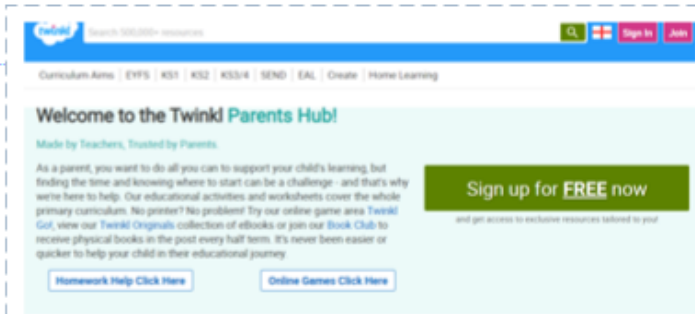 twinkl Search 500,000+ resources Sign In Join
Curriculum Aims | EYFS | KS1 | KS2 | KS3/4 | SEND | EAL | Create | Home Learning
Welcome to the Twinkl Parents Hub!
Made by Teachers, Trusted by Parents.
As a parent, you want to do all you can to support your child's learning, but
finding the time and knowing where to start can be a challenge - and that's why
we're here to help. Our educational activities and worksheets cover the whole
primary curriculum. No printer? No problem! Try our online game area Twinkl
Go!, view our Twinkl Originals collection of eBooks or join our Book Club to
receive physical books in the post every half term. It's never been easier or
quicker to help your child in their educational journey.
Homework Help Click Here
Online Games Click Here
Sign up for FREE now
and get access to exclusive resources tailored to you!